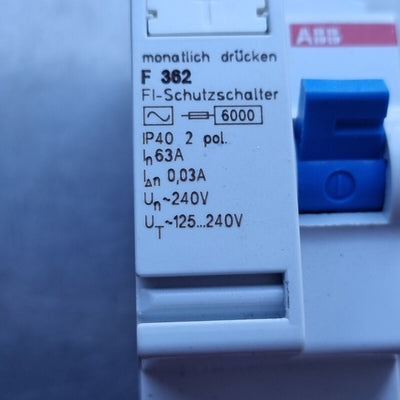 ABB
monatlich drücken
F 362
FI-Schutzschalter
6000
IP40 2 pol.
In 63A
IΔn 0,03A
Un~240V
UT~125...240V